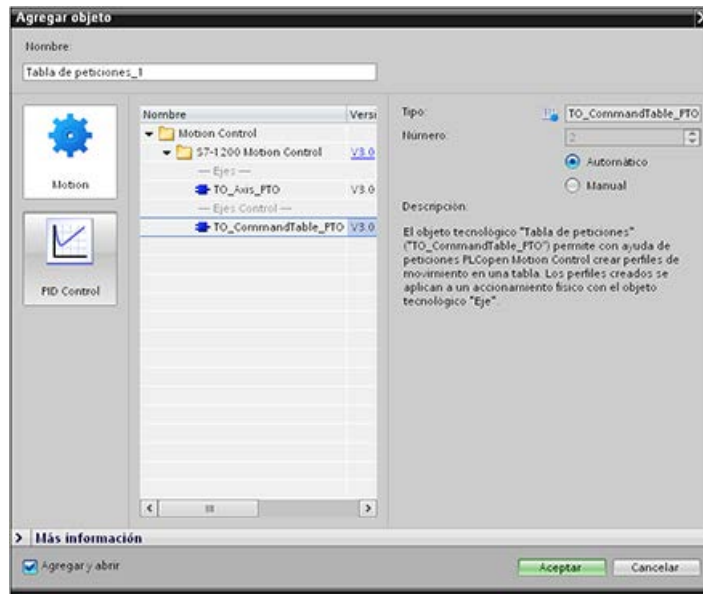 Agregar objeto
Nombre:
Tabla de peticiones_1
Motion
PID Control
Nombre
Versi
Motion Control
S7-1200 Motion Control
V3.0
--- Ejes ---
TO_Axis_PTO
V3.0
--- Ejes Control ---
TO_CommandTable_PTO
V3.0
Tipo:
TO_CommandTable_PTO
Número:
2
Automático
Manual
Descripción:
El objeto tecnológico "Tabla de peticiones"
("TO_CommandTable_PTO") permite con ayuda de
peticiones PLCopen Motion Control crear perfiles de
movimiento en una tabla. Los perfiles creados se
aplican a un accionamiento físico con el objeto
tecnológico "Eje".
Más información
Agregar y abrir
Aceptar
Cancelar